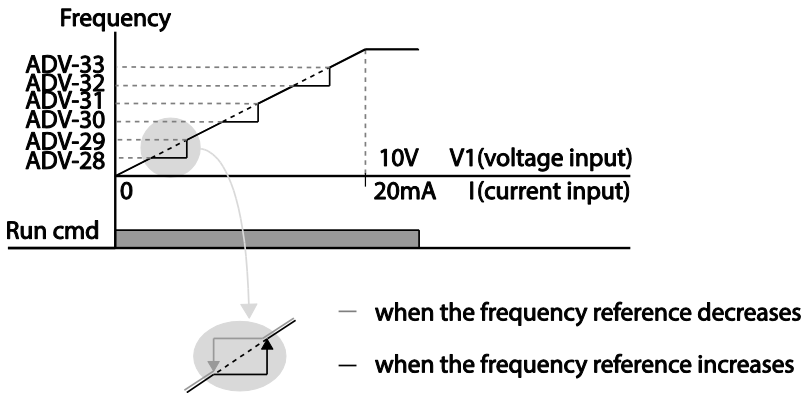 Frequency
ADV-33
ADV-32
ADV-31
ADV-30
ADV-29
ADV-28
10V V1(voltage input)
0 20mA I(current input)
Run cmd
when the frequency reference decreases
when the frequency reference increases